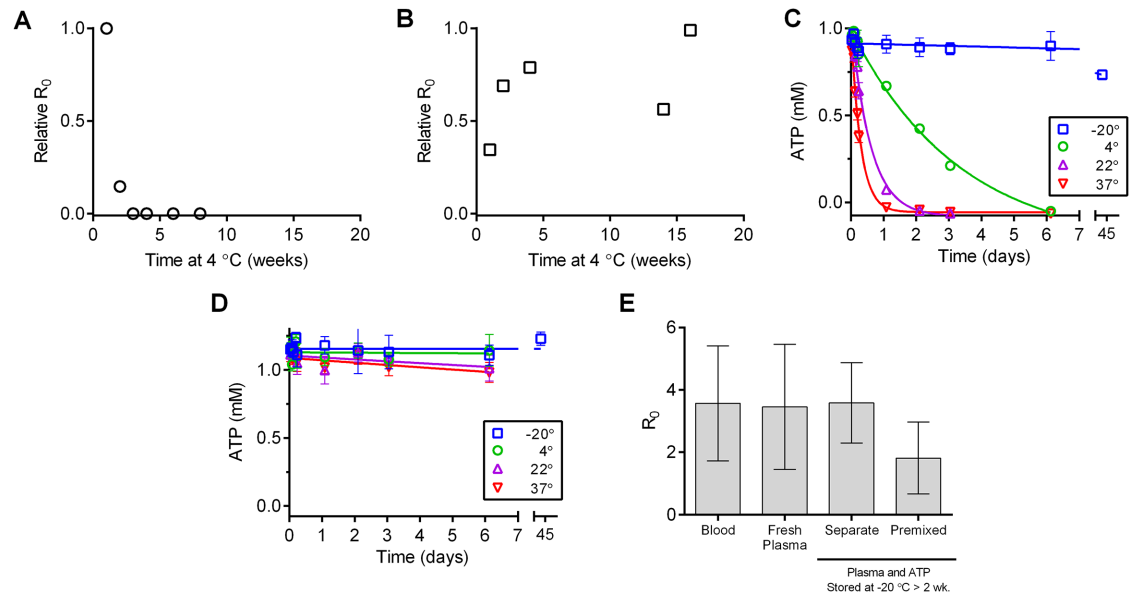 A
Relative R0
1.0
0.5
0.0
0 5 10 15 20
Time at 4 °C (weeks)
B
Relative R0
1.0
0.5
0.0
0 5 10 15 20
Time at 4 °C (weeks)
C
ATP (mM)
1.0
0.5
0.0
0 1 2 3 4 5 6 7 45
Time (days)
-20°
4°
22°
37°
D
ATP (mM)
1.0
0.5
0.0
0 1 2 3 4 5 6 7 45
Time (days)
-20°
4°
22°
37°
E
R0
6
4
2
0
Blood Fresh Separate Premixed
Plasma
Plasma and ATP
Stored at -20 °C > 2 wk.